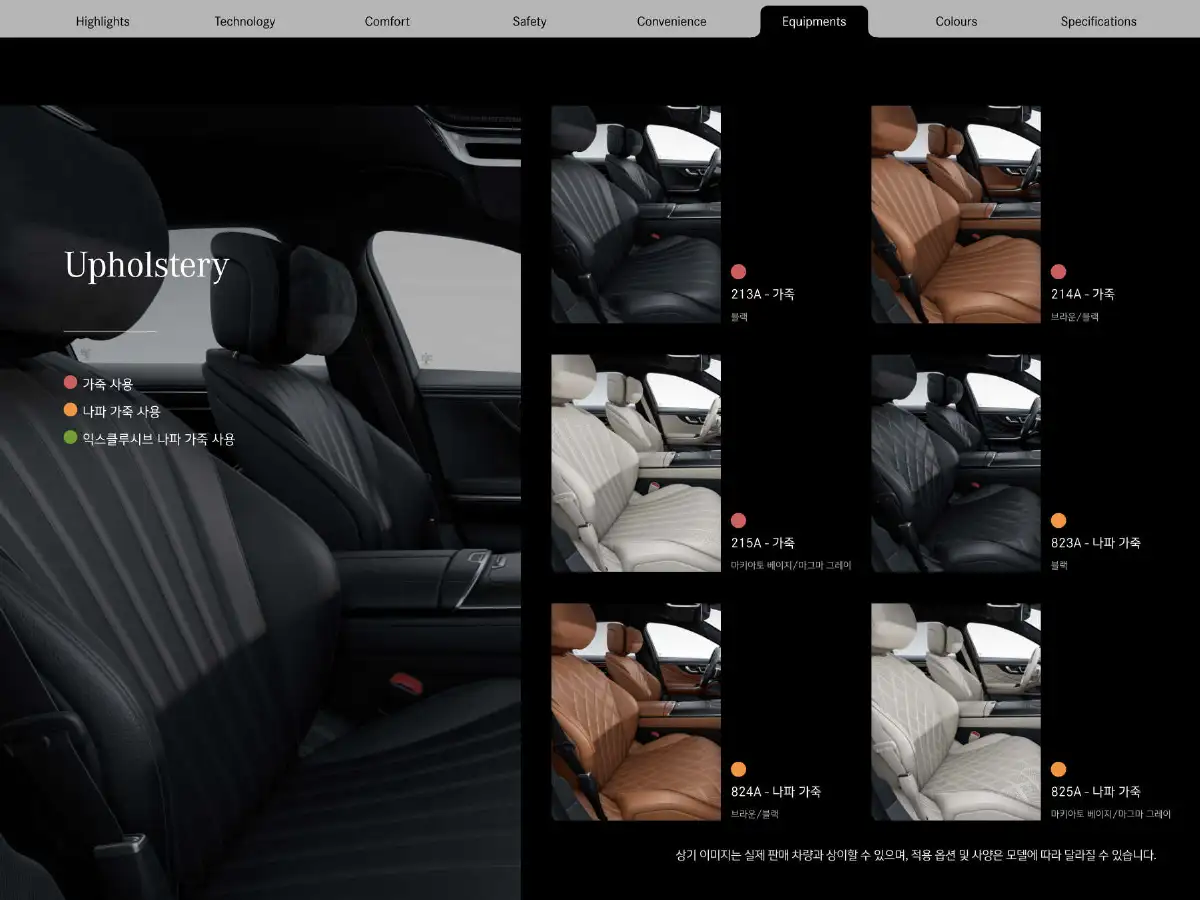 Highlights
Technology
Comfort
Safety
Convenience
Equipments
Colours
Specifications
Upholstery
가죽 사용
나파 가죽 사용
익스클루시브 나파 가죽 사용
213A - 가죽
블랙
214A - 가죽
브라운/블랙
215A - 가죽
마키아토 베이지/마그마 그레이
823A - 나파 가죽
블랙
824A - 나파 가죽
브라운/블랙
825A - 나파 가죽
마키아토 베이지/마그마 그레이
상기 이미지는 실제 판매 차량과 상이할 수 있으며, 적용 옵션 및 사양은 모델에 따라 달라질 수 있습니다.